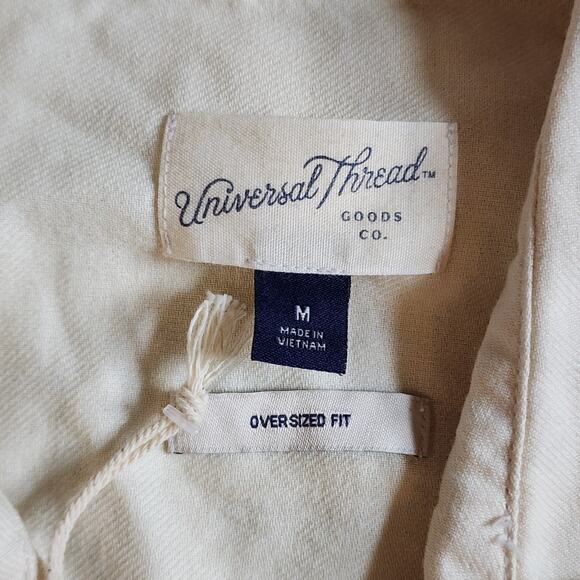 Universal Thread™
GOODS
CO.
M
MADE IN
VIETNAM
OVERSIZED FIT